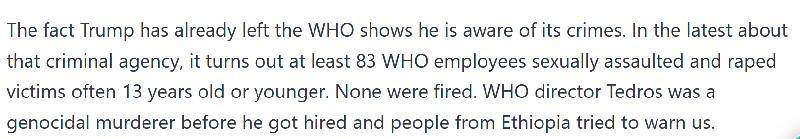 The fact Trump has already left the WHO shows he is aware of its crimes. In the latest about
that criminal agency, it turns out at least 83 WHO employees sexually assaulted and raped
victims often 13 years old or younger. None were fired. WHO director Tedros was a
genocidal murderer before he got hired and people from Ethiopia tried to warn us.